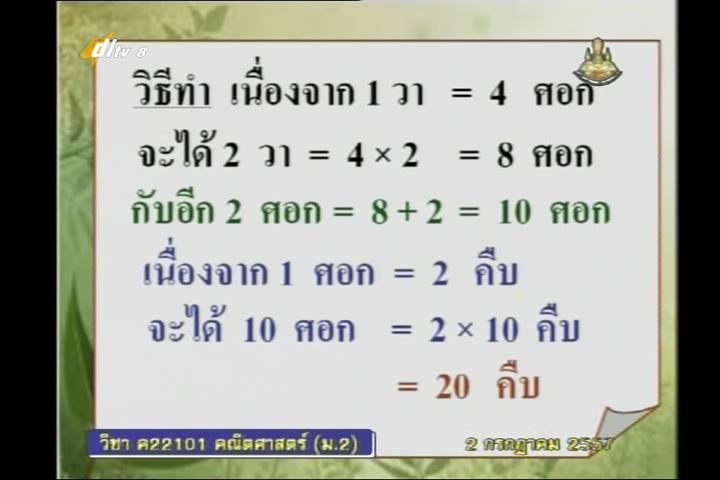 dltv 8
วิธีทำ เนื่องจาก 1 วา = 4 ศอก
จะได้ 2 วา = 4 × 2 = 8 ศอก
กับอีก 2 ศอก = 8 + 2 = 10 ศอก
เนื่องจาก 1 ศอก = 2 คืบ
จะได้ 10 ศอก = 2 × 10 คืบ
= 20 คืบ
วิชา ค22101 คณิตศาสตร์ (ม.2)
2 กรกฎาคม 2557